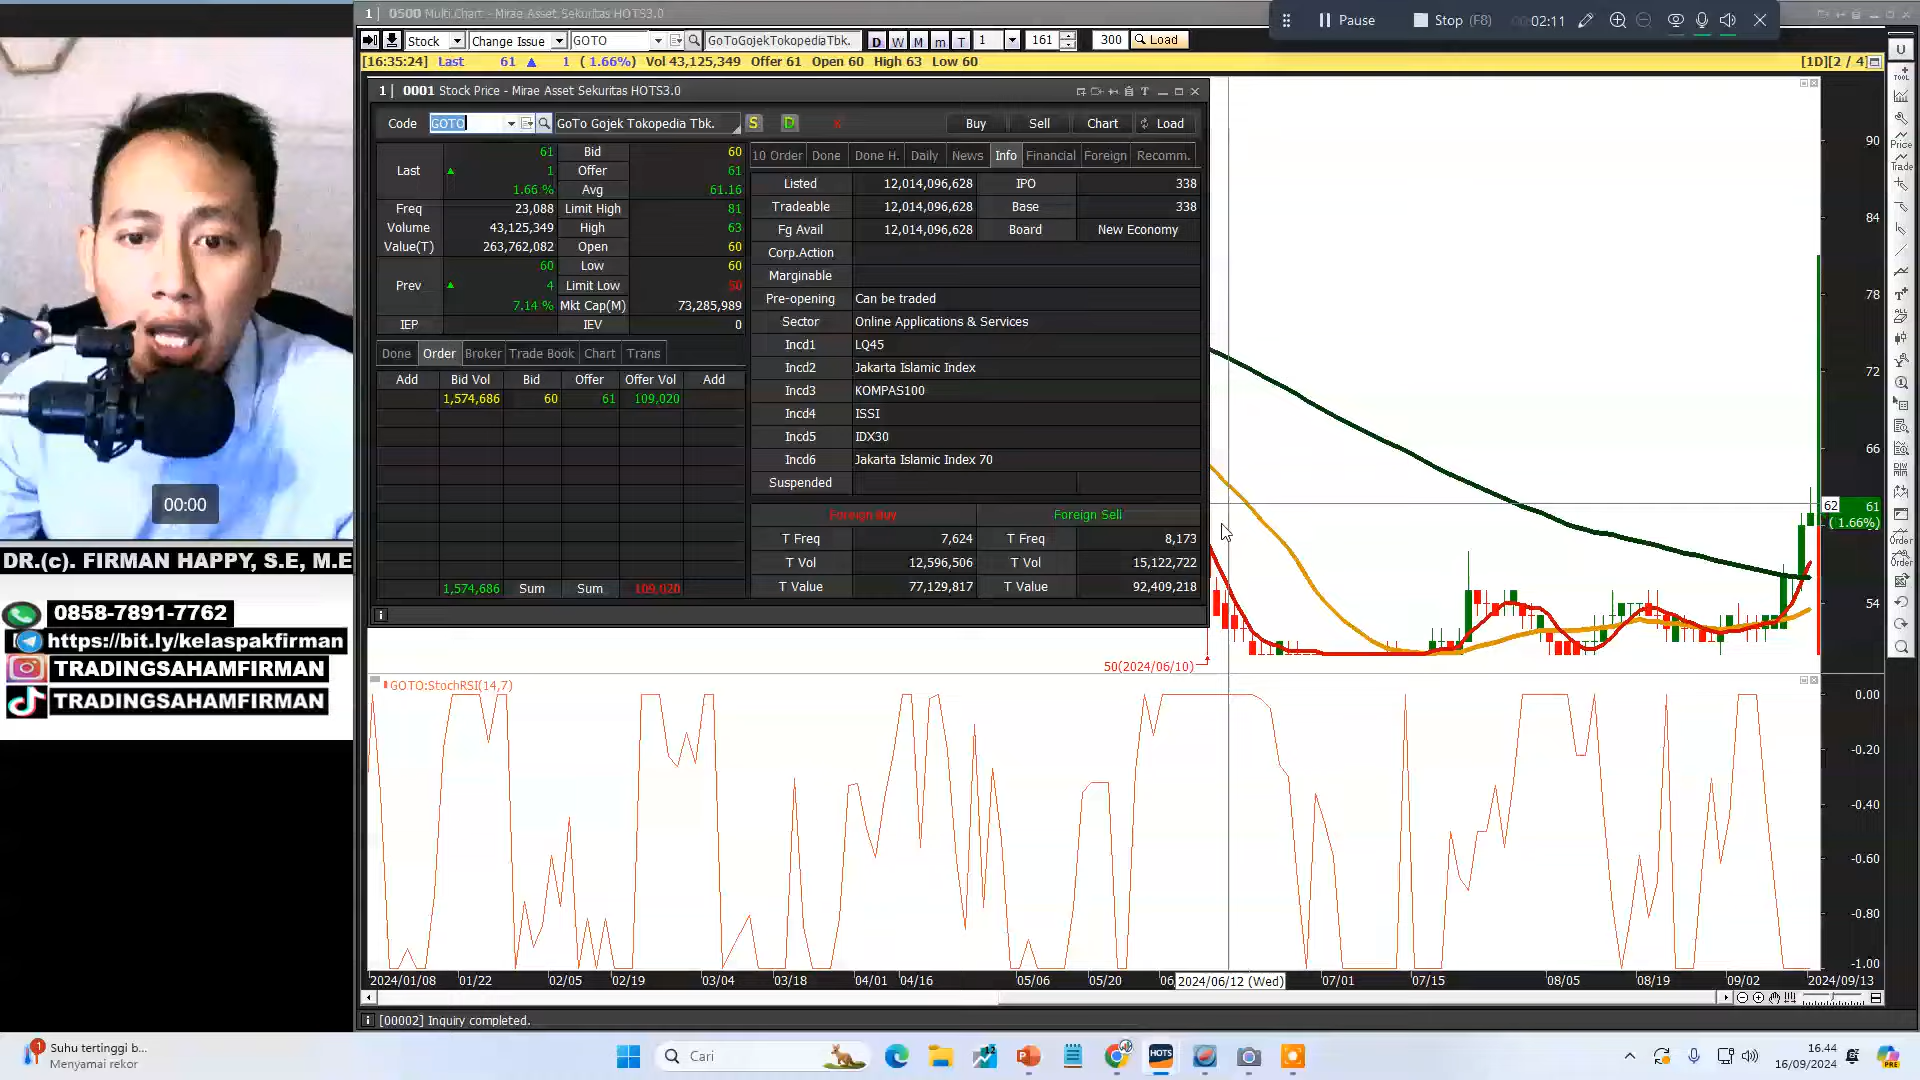 1 0500 Multi Chart - Mirae Asset Sekuritas HOTS3.0
Pause Stop (F8) 00:02:11
Stock Change Issue GOTO GoToGojekTokopediaTbk. D W M m T 1 161 300 Load
[16:35:24] Last 61 ▲ 1 ( 1.66%) Vol 43,125,349 Offer 61 Open 60 High 63 Low 60 [1D][2 / 4]
1 0001 Stock Price - Mirae Asset Sekuritas HOTS3.0
Code GOTO GoTo Gojek Tokopedia Tbk. S D K Buy Sell Chart Load
Last 61 ▲ 1 1.66 %
Bid 60
Offer 61
Avg 61.16
Freq 23,088 Limit High 81
Volume 43,125,349 High 63
Value(T) 263,762,082 Open 60
Prev 60 ▲ 4 7.14 %
Low 60
Limit Low 50
Mkt Cap(M) 73,285,989
IEP IEV 0
Done Order Broker Trade Book Chart Trans
Add Bid Vol Bid Offer Offer Vol Add
1,574,686 60 61 109,020
1,574,686 Sum Sum 109,020
10 Order Done Done H. Daily News Info Financial Foreign Recomm.
Listed 12,014,096,628 IPO 338
Tradeable 12,014,096,628 Base 338
Fg Avail 12,014,096,628 Board New Economy
Corp.Action
Marginable
Pre-opening Can be traded
Sector Online Applications & Services
Incd1 LQ45
Incd2 Jakarta Islamic Index
Incd3 KOMPAS100
Incd4 ISSI
Incd5 IDX30
Incd6 Jakarta Islamic Index 70
Suspended
Foreign Buy Foreign Sell
T Freq 7,624 T Freq 8,173
T Vol 12,596,506 T Vol 15,122,722
T Value 77,129,817 T Value 92,409,218
90
84
78
72
66
62 61
( 1.66%)
54
50(2024/06/10)
GOTO:StochRSI(14,7)
0.00
-0.20
-0.40
-0.60
-0.80
-1.00
2024/01/08 01/22 02/05 02/19 03/04 03/18 04/01 04/16 05/06 05/20 06/ 2024/06/12 (Wed) 07/01 07/15 08/05 08/19 09/02 2024/09/13
[00002] Inquiry completed.
U
TOOL
Price
Trade
DIV
Order
Order
00:00
DR.(c). FIRMAN HAPPY, S.E, M.E
0858-7891-7762
https://bit.ly/kelaspakfirman
TRADINGSAHAMFIRMAN
TRADINGSAHAMFIRMAN
1
Suhu tertinggi b...
Menyamai rekor
Cari
HOTS
16.44
16/09/2024
PRE